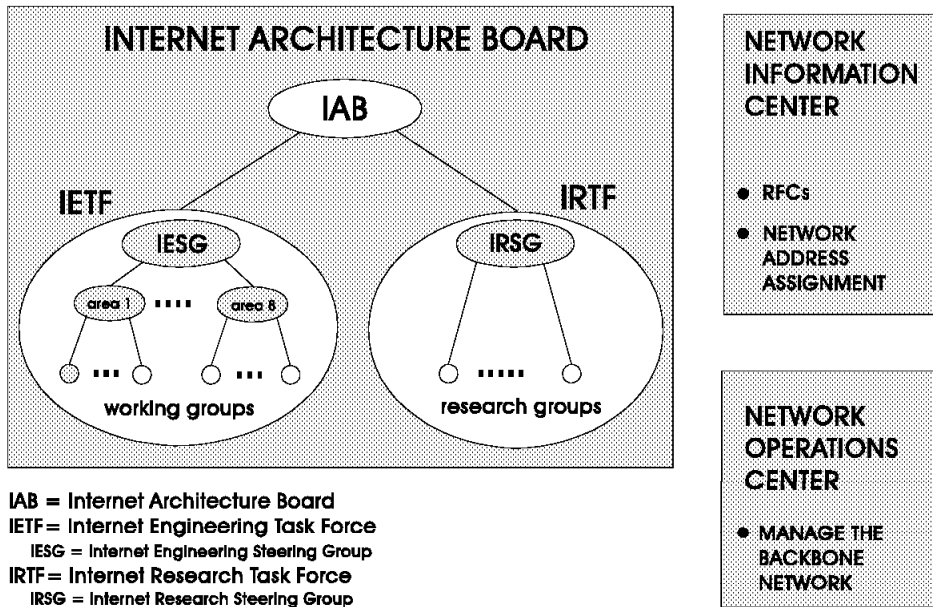 INTERNET ARCHITECTURE BOARD
IAB
IETF
IRTF
IESG
IRSG
area 1
area 8
working groups
research groups
IAB = Internet Architecture Board
IETF= Internet Engineering Task Force
IESG = Internet Engineering Steering Group
IRTF= Internet Research Task Force
IRSG = Internet Research Steering Group
NETWORK
INFORMATION
CENTER
● RFCs
● NETWORK
ADDRESS
ASSIGNMENT
NETWORK
OPERATIONS
CENTER
● MANAGE THE
BACKBONE
NETWORK